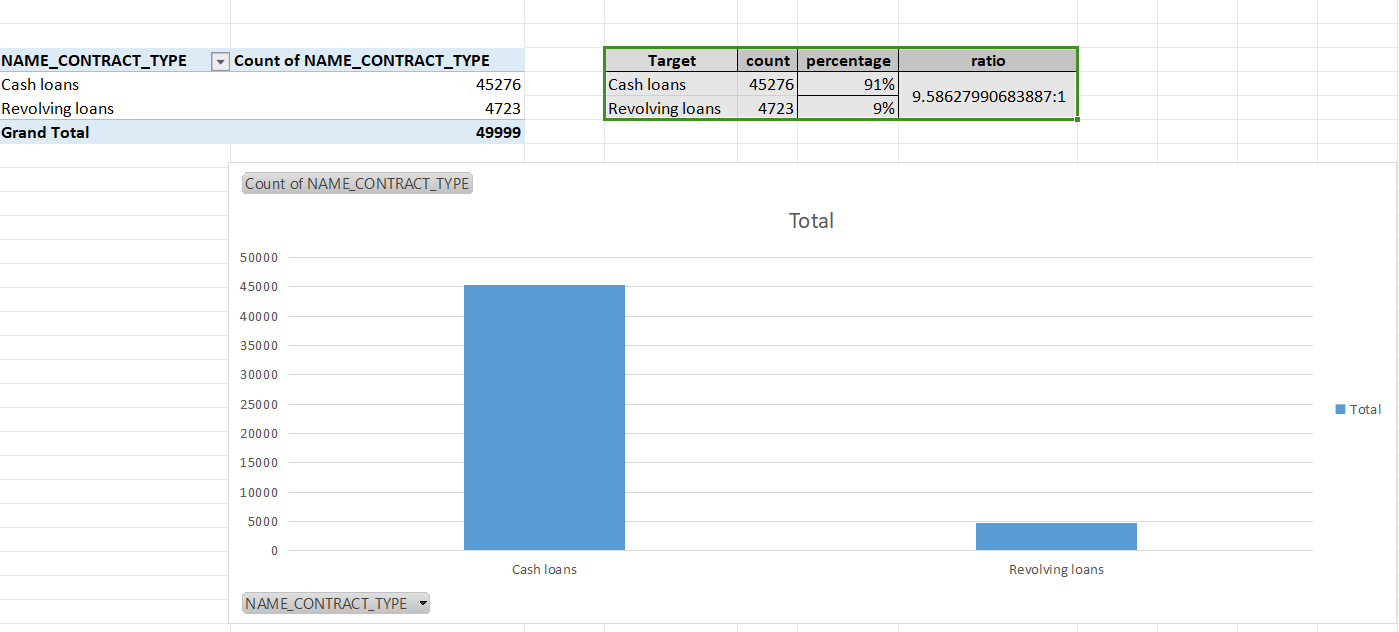 NAME_CONTRACT_TYPE Count of NAME_CONTRACT_TYPE
Cash loans 45276
Revolving loans 4723
Grand Total 49999
Target count percentage ratio
Cash loans 45276 91% 9.58627990683887:1
Revolving loans 4723 9%
Count of NAME_CONTRACT_TYPE
Total
50000
45000
40000
35000
30000
25000
20000
15000
10000
5000
0
Cash loans Revolving loans
Total
NAME_CONTRACT_TYPE